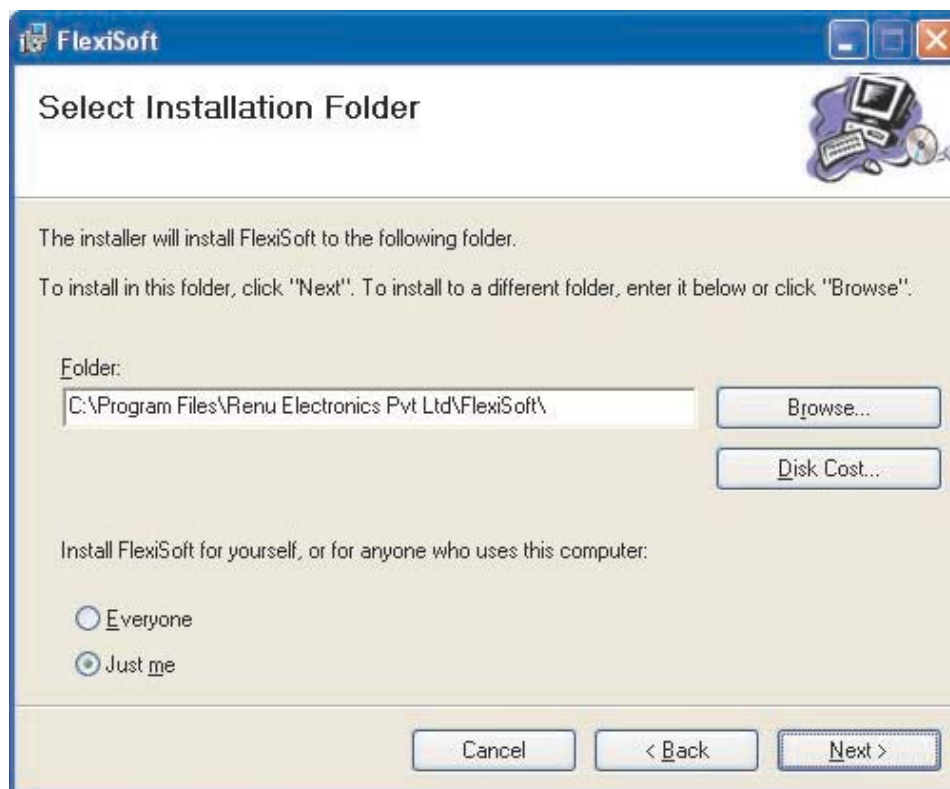 FlexiSoft
Select Installation Folder
The installer will install FlexiSoft to the following folder.
To install in this folder, click "Next". To install to a different folder, enter it below or click "Browse".
Folder:
C:\Program Files\Renu Electronics Pvt Ltd\FlexiSoft\
Browse...
Disk Cost...
Install FlexiSoft for yourself, or for anyone who uses this computer:
Everyone
Just me
Cancel
< Back
Next >